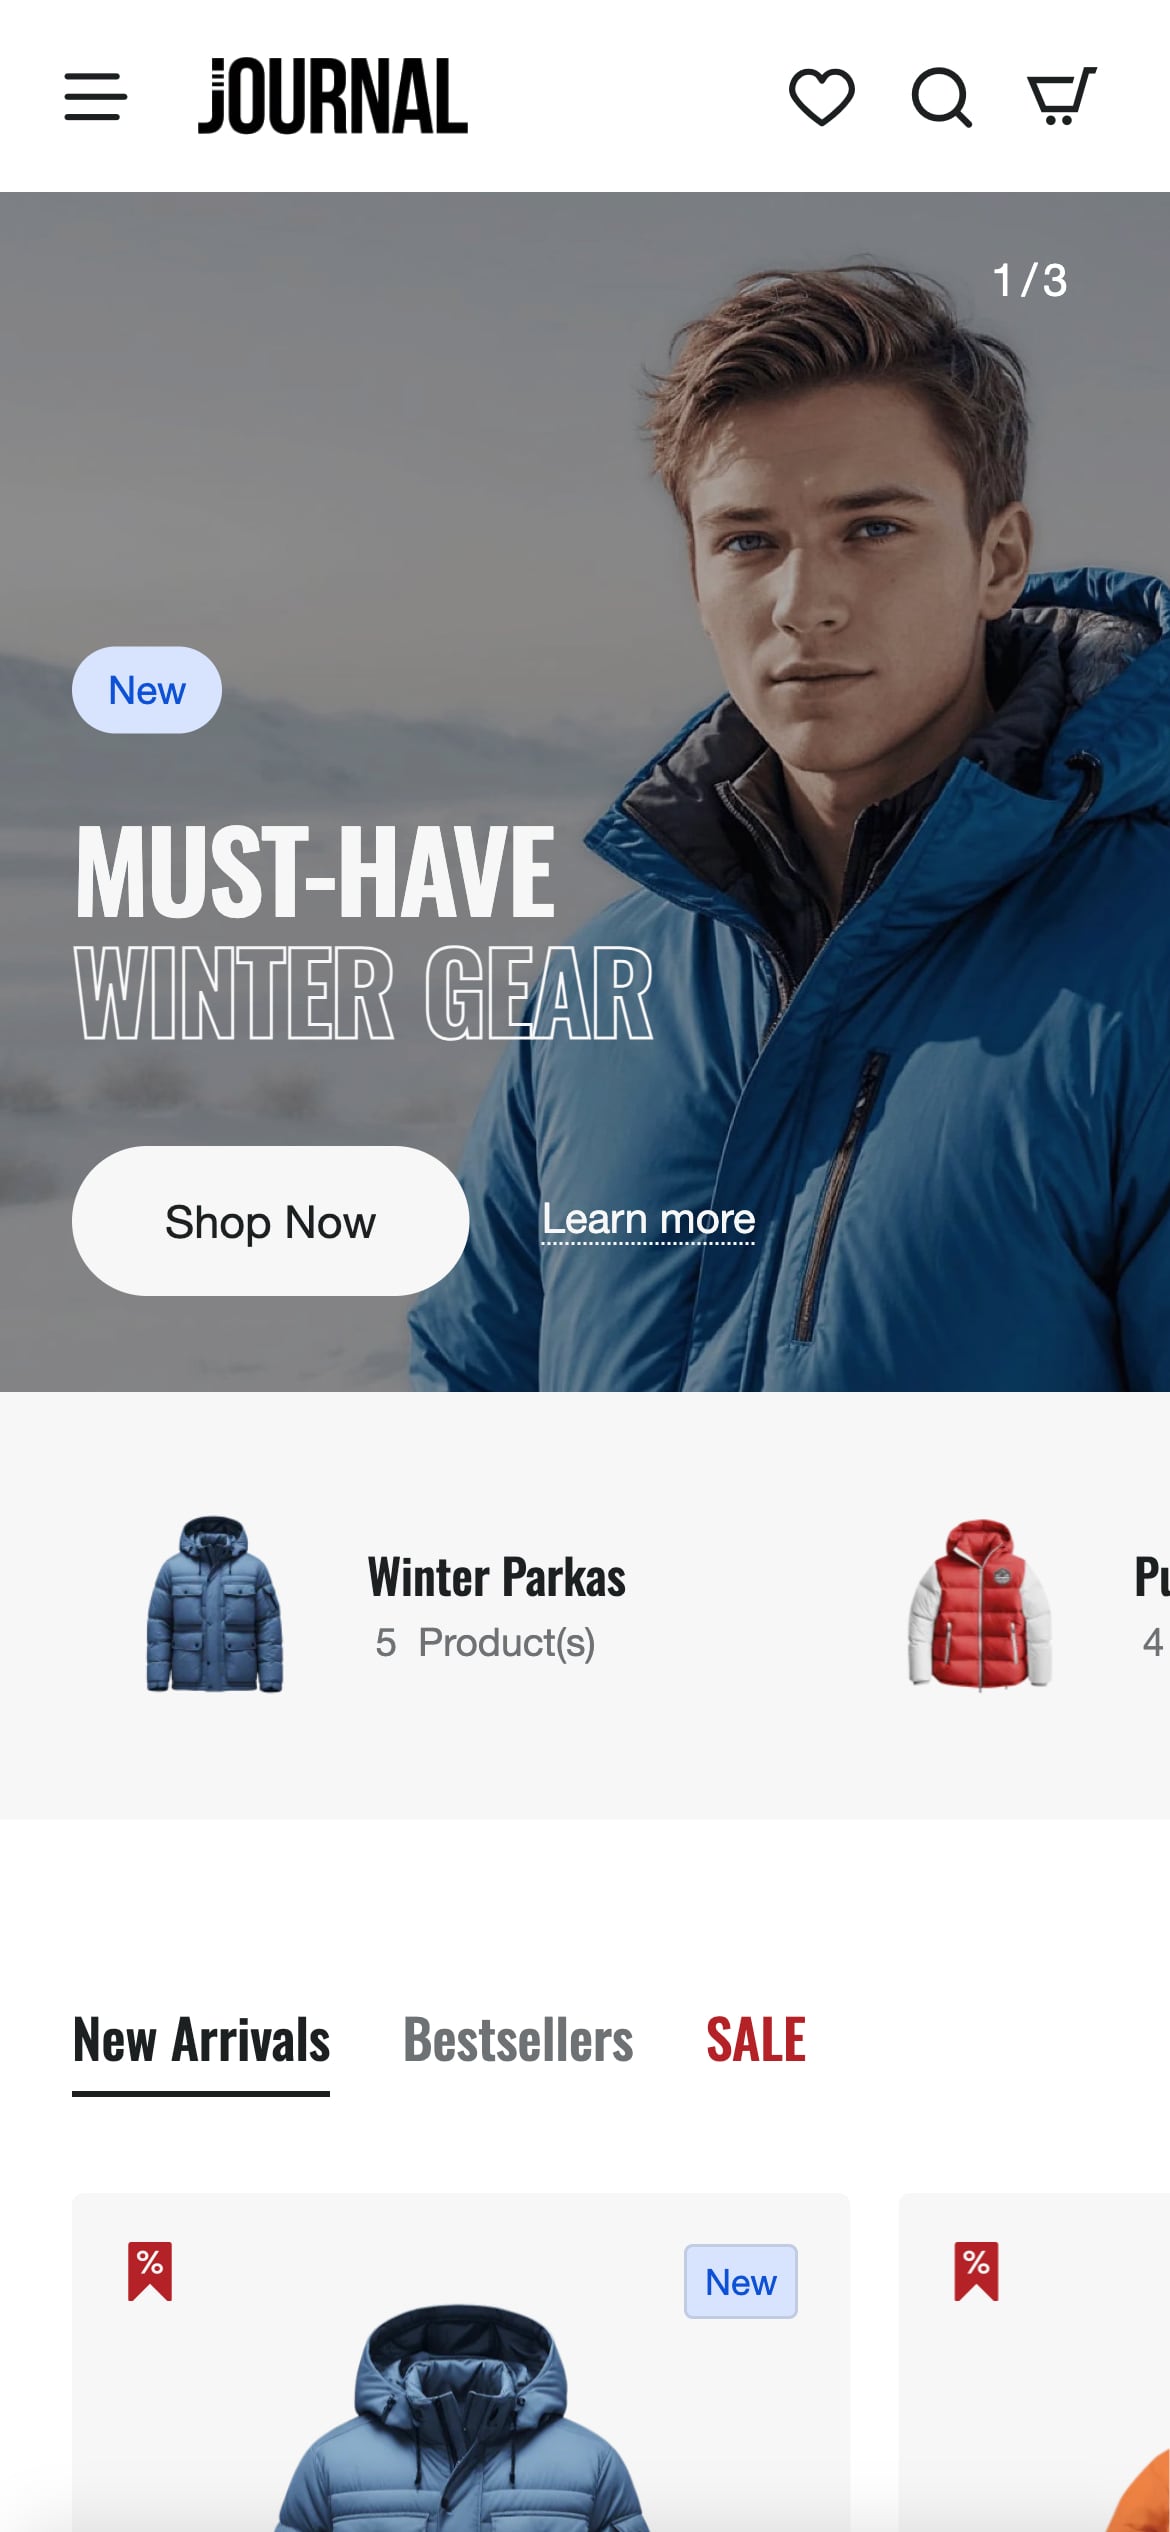 JOURNAL
1/3
New
MUST-HAVE
WINTER GEAR
Shop Now
Learn more
Winter Parkas
5 Product(s)
4
New Arrivals
Bestsellers
SALE
%
New
%